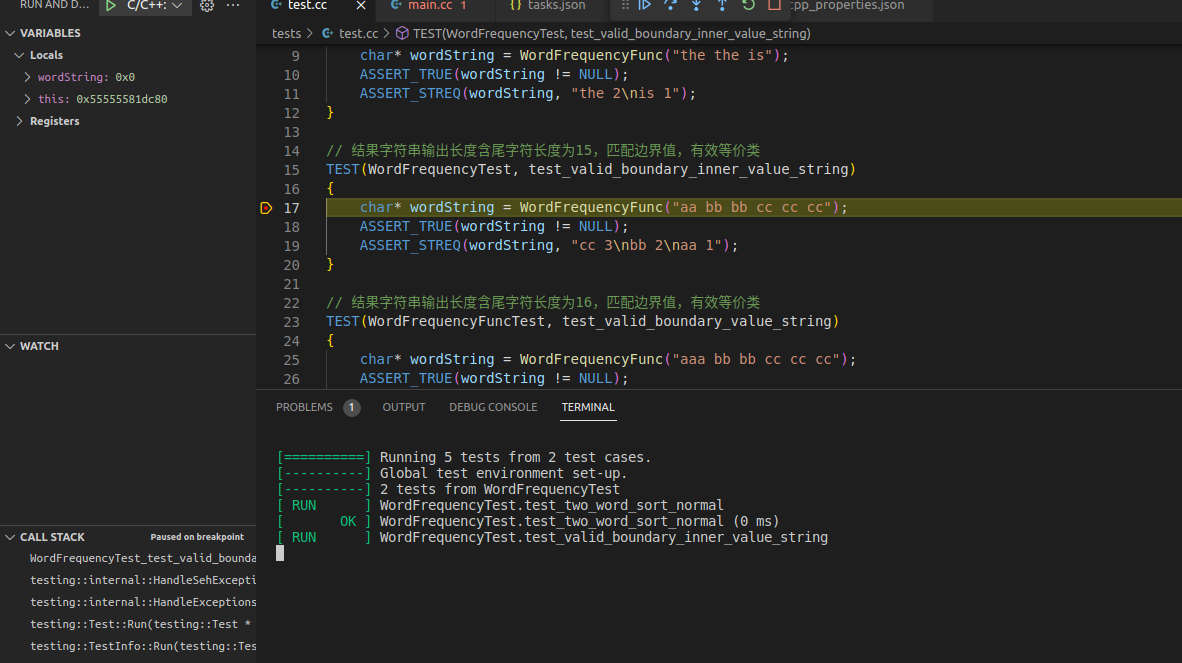 RUN AND D...
C/C++:
test.cc
main.cc 1
tasks.json
cpp_properties.json
VARIABLES
Locals
wordString: 0x0
this: 0x55555581dc80
Registers
WATCH
CALL STACK
Paused on breakpoint
WordFrequencyTest_test_valid_bounda
testing::internal::HandleSehExcepti
testing::internal::HandleExceptions
testing::Test::Run(testing::Test *
testing::TestInfo::Run(testing::Tes
tests > test.cc > TEST(WordFrequencyTest, test_valid_boundary_inner_value_string)
9 char* wordString = WordFrequencyFunc("the the is");
10 ASSERT_TRUE(wordString != NULL);
11 ASSERT_STREQ(wordString, "the 2\nis 1");
12 }
13
14 // 结果字符串输出长度含尾字符长度为15，匹配边界值，有效等价类
15 TEST(WordFrequencyTest, test_valid_boundary_inner_value_string)
16 {
17 char* wordString = WordFrequencyFunc("aa bb bb cc cc cc");
18 ASSERT_TRUE(wordString != NULL);
19 ASSERT_STREQ(wordString, "cc 3\nbb 2\naa 1");
20 }
21
22 // 结果字符串输出长度含尾字符长度为16，匹配边界值，有效等价类
23 TEST(WordFrequencyFuncTest, test_valid_boundary_value_string)
24 {
25 char* wordString = WordFrequencyFunc("aaa bb bb cc cc cc");
26 ASSERT_TRUE(wordString != NULL);
PROBLEMS 1 OUTPUT DEBUG CONSOLE TERMINAL
[==========] Running 5 tests from 2 test cases.
[----------] Global test environment set-up.
[----------] 2 tests from WordFrequencyTest
[ RUN      ] WordFrequencyTest.test_two_word_sort_normal
[       OK ] WordFrequencyTest.test_two_word_sort_normal (0 ms)
[ RUN      ] WordFrequencyTest.test_valid_boundary_inner_value_string